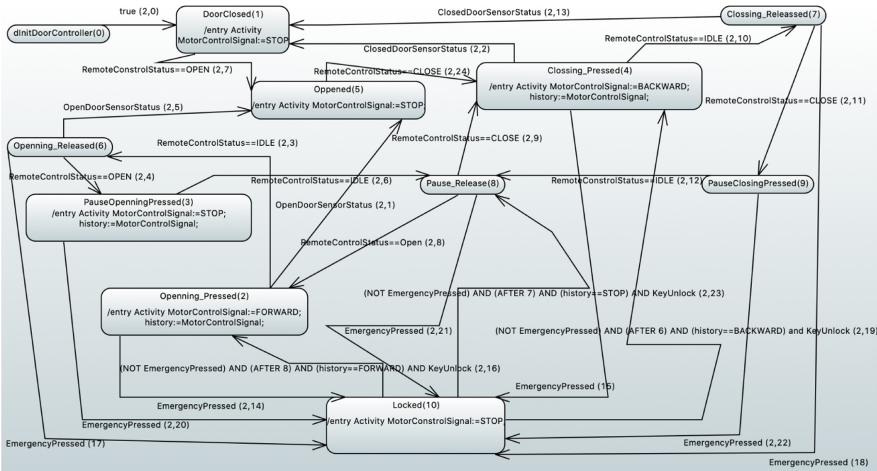 true (2,0)
DoorClosed(1)
ClosedDoorSensorStatus (2,13)
Clossing_Releassed(7)
dInitDoorController(0)
/entry Activity
MotorControlSignal:=STOP
RemoteConstrolStatus==IDLE (2,10)
ClosedDoorSensorStatus (2,2)
RemoteConstrolStatus==OPEN (2,7)
RemoteConstrolStatus==CLOSE (2,24)
Clossing_Pressed(4)
/entry Activity MotorControlSignal:=BACKWARD;
history:=MotorControlSignal;
Oppened(5)
/entry Activity MotorControlSignal:=STOP;
OpenDoorSensorStatus (2,5)
RemoteConstrolStatus==CLOSE (2,11)
RemoteControlStatus==CLOSE (2,9)
RemoteConstrolStatus==IDLE (2,3)
Openning_Released(6)
RemoteConstrolStatus==OPEN (2,4)
RemoteConstrolStatus==IDLE (2,6)
Pause_Release(8)
RemoteConstrolStatus==IDLE (2,12)
PauseClosingPressed(9)
PauseOpenningPressed(3)
/entry Activity MotorControlSignal:=STOP;
history:=MotorControlSignal;
OpenDoorSensorStatus (2,1)
RemoteControlStatus==Open (2,8)
Openning_Pressed(2)
/entry Activity MotorControlSignal:=FORWARD;
history:=MotorControlSignal;
(NOT EmergencyPressed) AND (AFTER 7) AND (history==STOP) AND KeyUnlock (2,23)
EmergencyPressed (2,21)
(NOT EmergencyPressed) AND (AFTER 6) AND (history==BACKWARD) and KeyUnlock (2,19)
(NOT EmergencyPressed) AND (AFTER 8) AND (history==FORWARD) AND KeyUnlock (2,16)
EmergencyPressed (15)
EmergencyPressed (2,14)
Locked(10)
/entry Activity MotorConstrolSignal:=STOP;
EmergencyPressed (2,20)
EmergencyPressed (17)
EmergencyPressed (2,22)
EmergencyPressed (18)